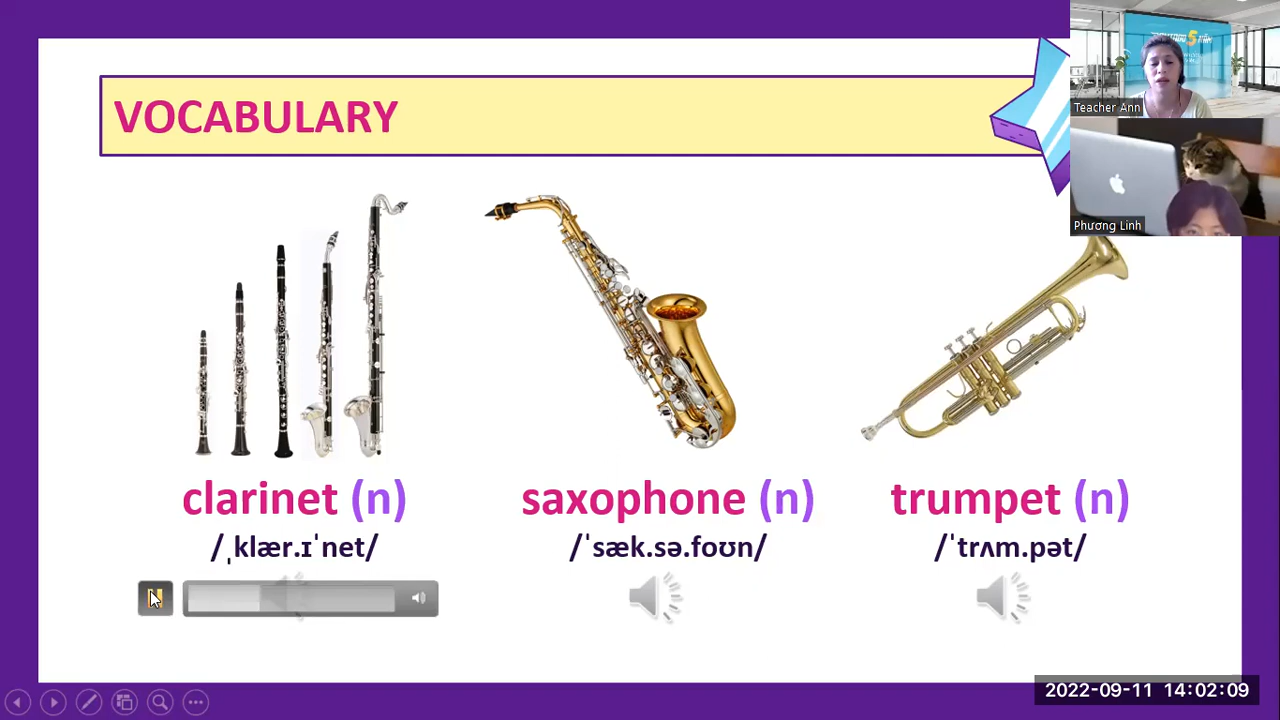 VOCABULARY
Teacher Ann
Phương Linh
clarinet (n)
saxophone (n)
trumpet (n)
/ˌklær.ɪˈnet/
/ˈsæk.sə.foʊn/
/ˈtrʌm.pət/
2022-09-11 14:02:09